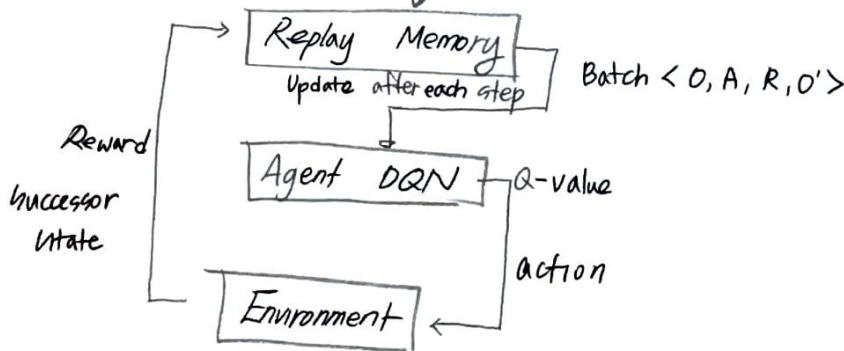 Replay Memory
Update after each step
Batch < O, A, R, O' >
Reward
Successor
State
Agent DQN
Q-value
action
Environment